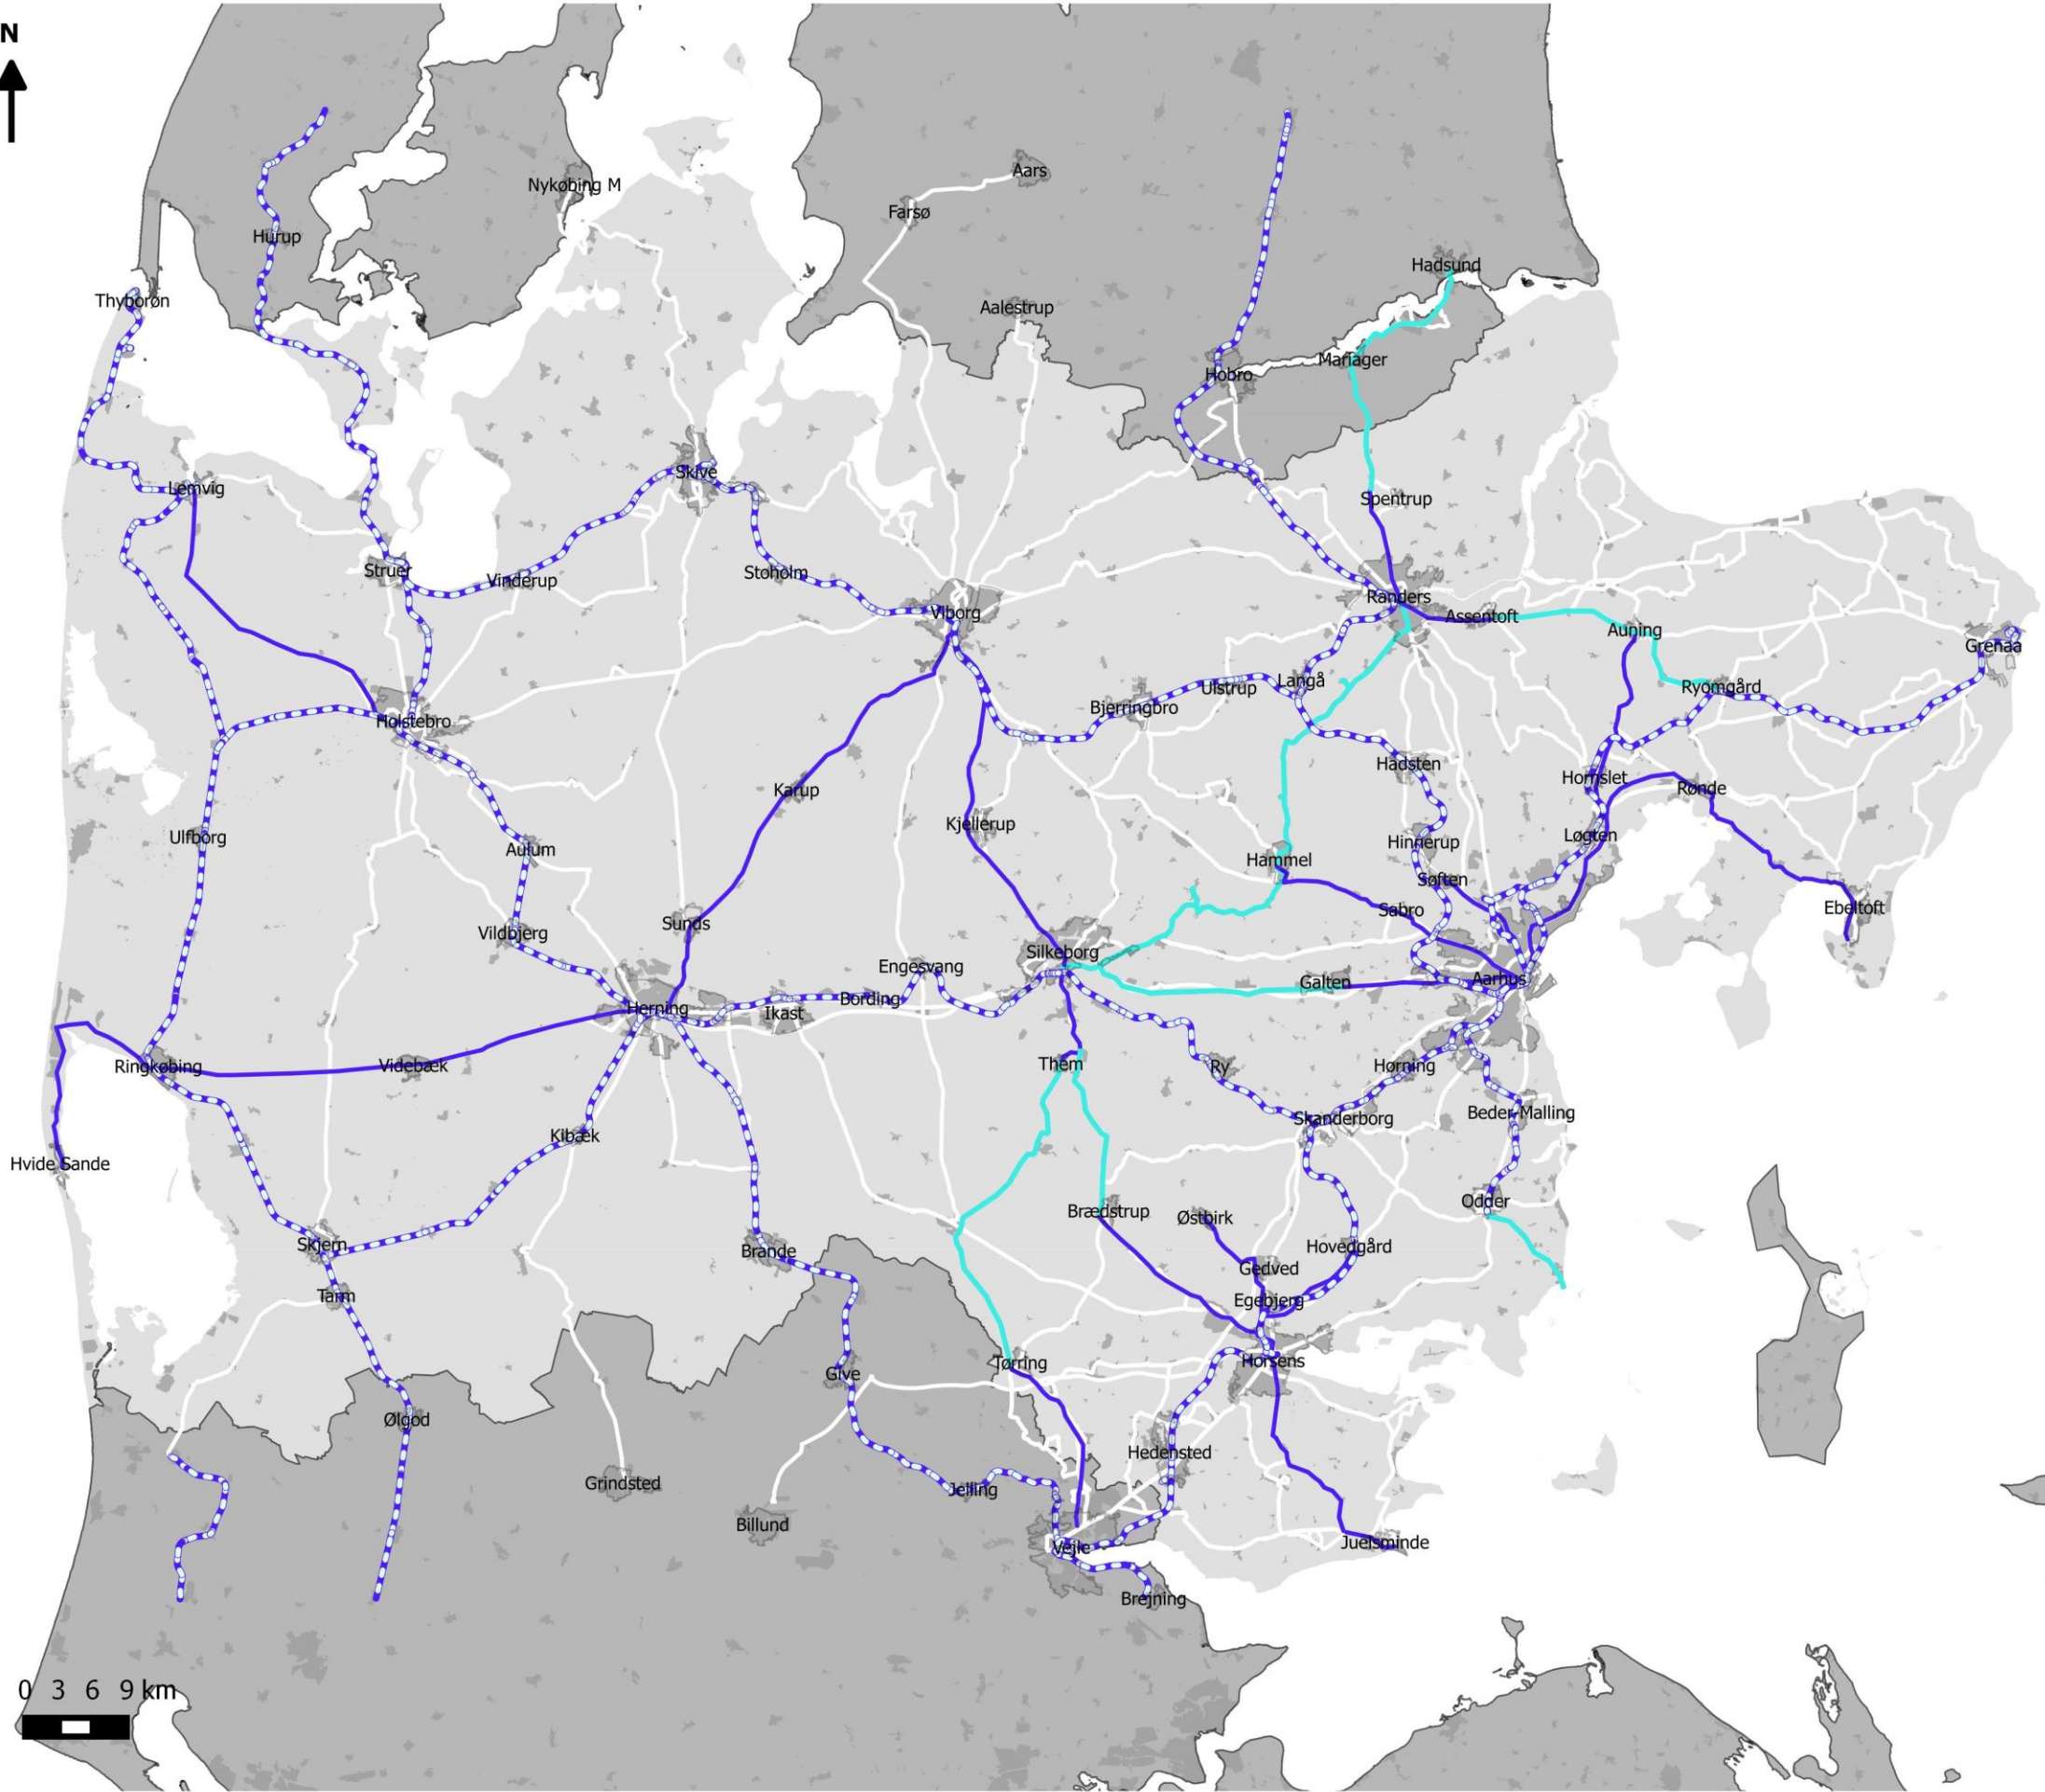 N
Aars
Nykøbing M
Farsø
Hurup
Hadsund
Thyborøn
Aalestrup
Mariager
Hobro
Skive
Lemvig
Spentrup
Struer
Stoholm
Vinderup
Randers
Viborg
Assentoft
Auning
Grenaa
Langå
Ulstrup
Ryomgård
Bjerringbro
Holstebro
Hadsten
Hornslet
Rønde
Karup
Kjellerup
Løgten
Ulfborg
Hinnerup
Aulum
Hammel
Søften
Ebeltoft
Sabro
Sunds
Vildbjerg
Silkeborg
Engesvang
Aarhus
Galten
Bording
Herning
Ikast
Them
Ringkøbing
Videbæk
Ry
Hørning
Beder-Malling
Skanderborg
Kibæk
Hvide Sande
Odder
Brædstrup
Østbirk
Skjern
Hovedgård
Brande
Gedved
Tarm
Egebjerg
Horsens
Tørring
Give
Ølgod
Hedensted
Grindsted
Jelling
Billund
Juelsminde
Vejle
Brejning
0 3 6 9 km